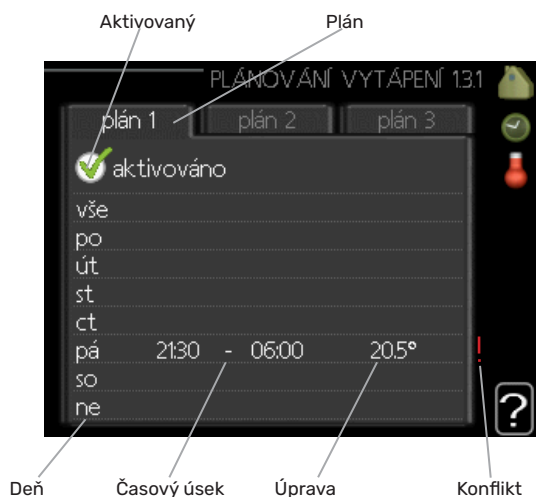 Aktivovaný Plán
PLÁNOVÁNÍ VYTÁPENÍ 1.3.1
plán 1 plán 2 plán 3
aktivováno
vše
po
út
st
ct
pá 21:30 - 06:00 20.5° !
so
ne
?
Deň Časový úsek Úprava Konflikt